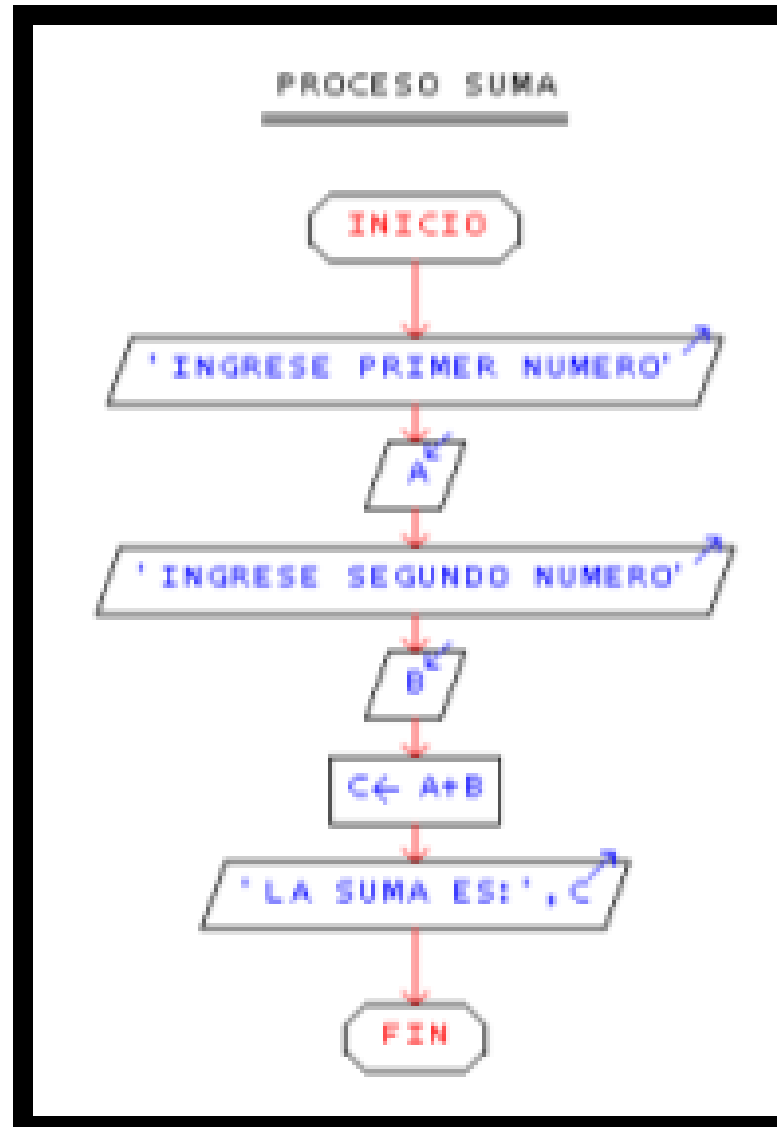 PROCESO SUMA
INICIO
'INGRESE PRIMER NUMERO'
A
'INGRESE SEGUNDO NUMERO'
B
C← A+B
'LA SUMA ES:',C
FIN